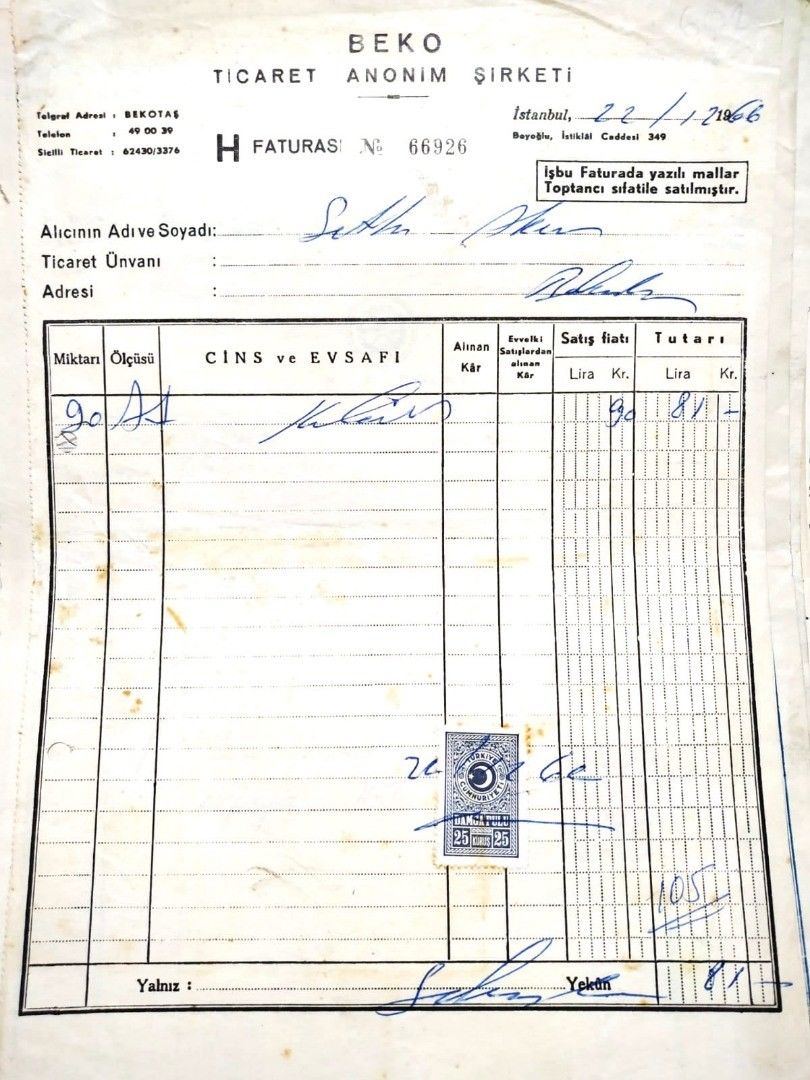 BEKO
TİCARET ANONİM ŞİRKETİ
Telgraf Adresi : BEKOTAŞ
Telefon : 49 00 39
Sicilli Ticaret : 62430/3376
H FATURASI № 66926
İstanbul, 22/12 1966
Beyoğlu, İstiklâl Caddesi 349
İşbu Faturada yazılı mallar
Toptancı sıfatile satılmıştır.
Alıcının Adı ve Soyadı:
Ticaret Ünvanı :
Adresi :
Miktarı Ölçüsü CİNS ve EVSAFI Alınan Kâr Evvelki Satışlardan alınan Kâr Satış fiatı Tutarı
Lira Kr. Lira Kr.
90 90 81 -
TÜRKİYE CUMHURİYETİ
DAMGA PULU
25 KURUŞ 25
105
Yalnız : Yekûn 81 -